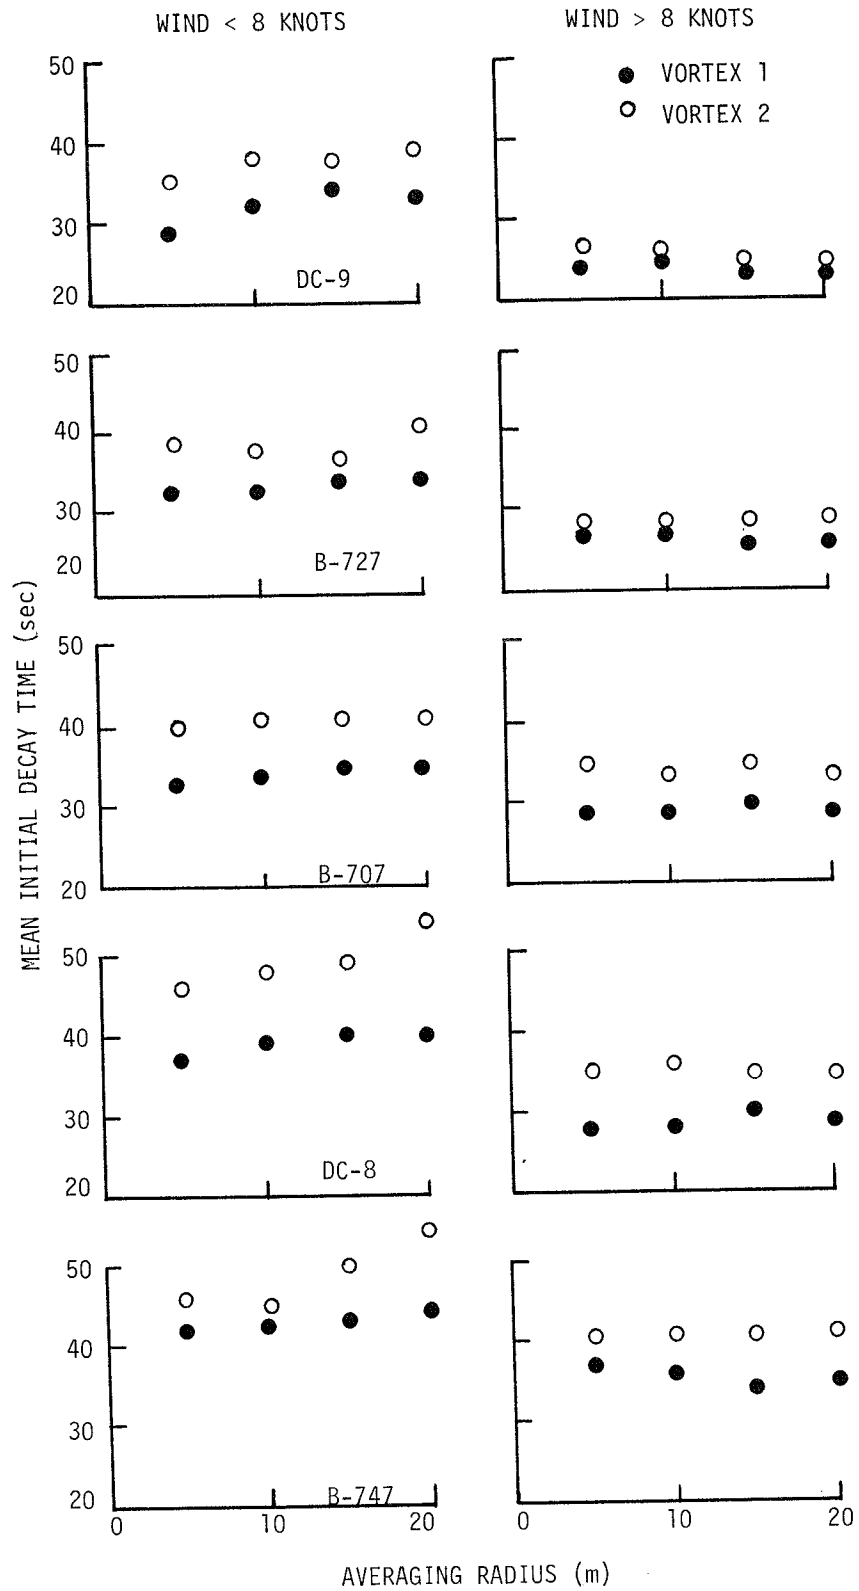 WIND < 8 KNOTS
WIND > 8 KNOTS
VORTEX 1
VORTEX 2
50
40
30
20
DC-9
50
40
30
20
B-727
50
40
30
20
B-707
50
40
30
20
DC-8
50
40
30
20
B-747
0
10
20
0
10
20
MEAN INITIAL DECAY TIME (sec)
AVERAGING RADIUS (m)